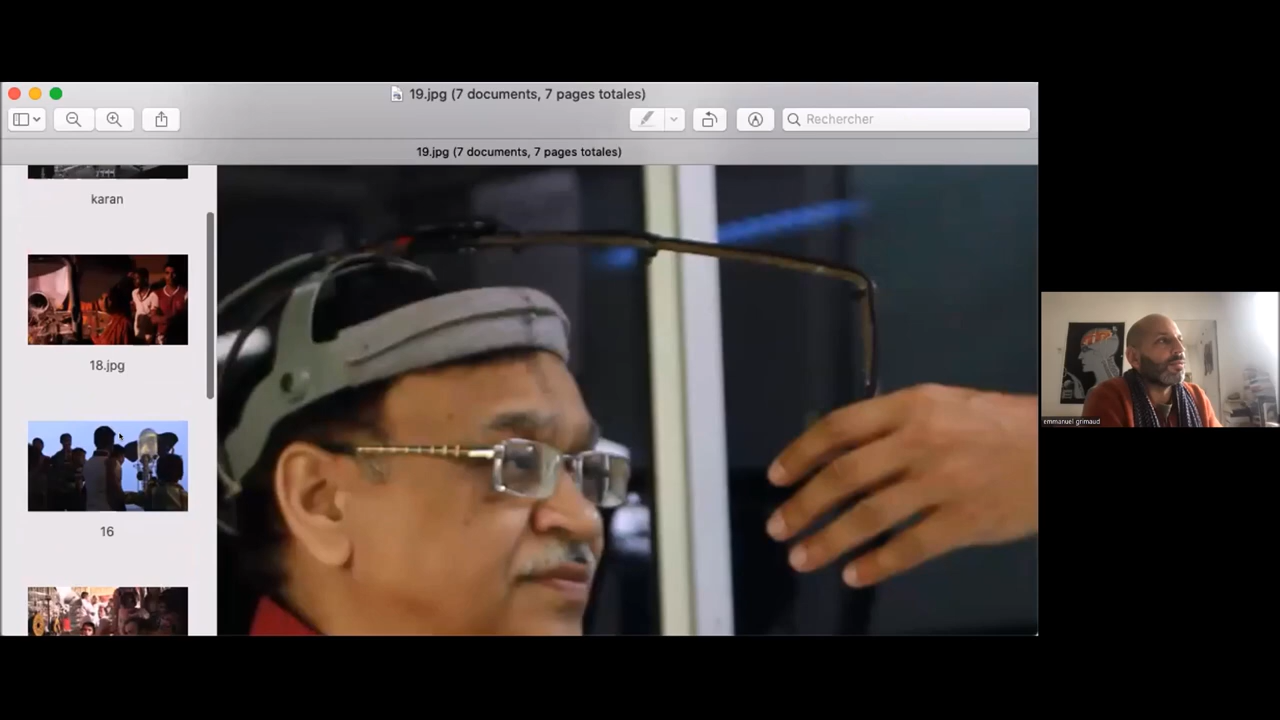 19.jpg (7 documents, 7 pages totales)
Rechercher
19.jpg (7 documents, 7 pages totales)
karan
18.jpg
16
emmanuel grimaud